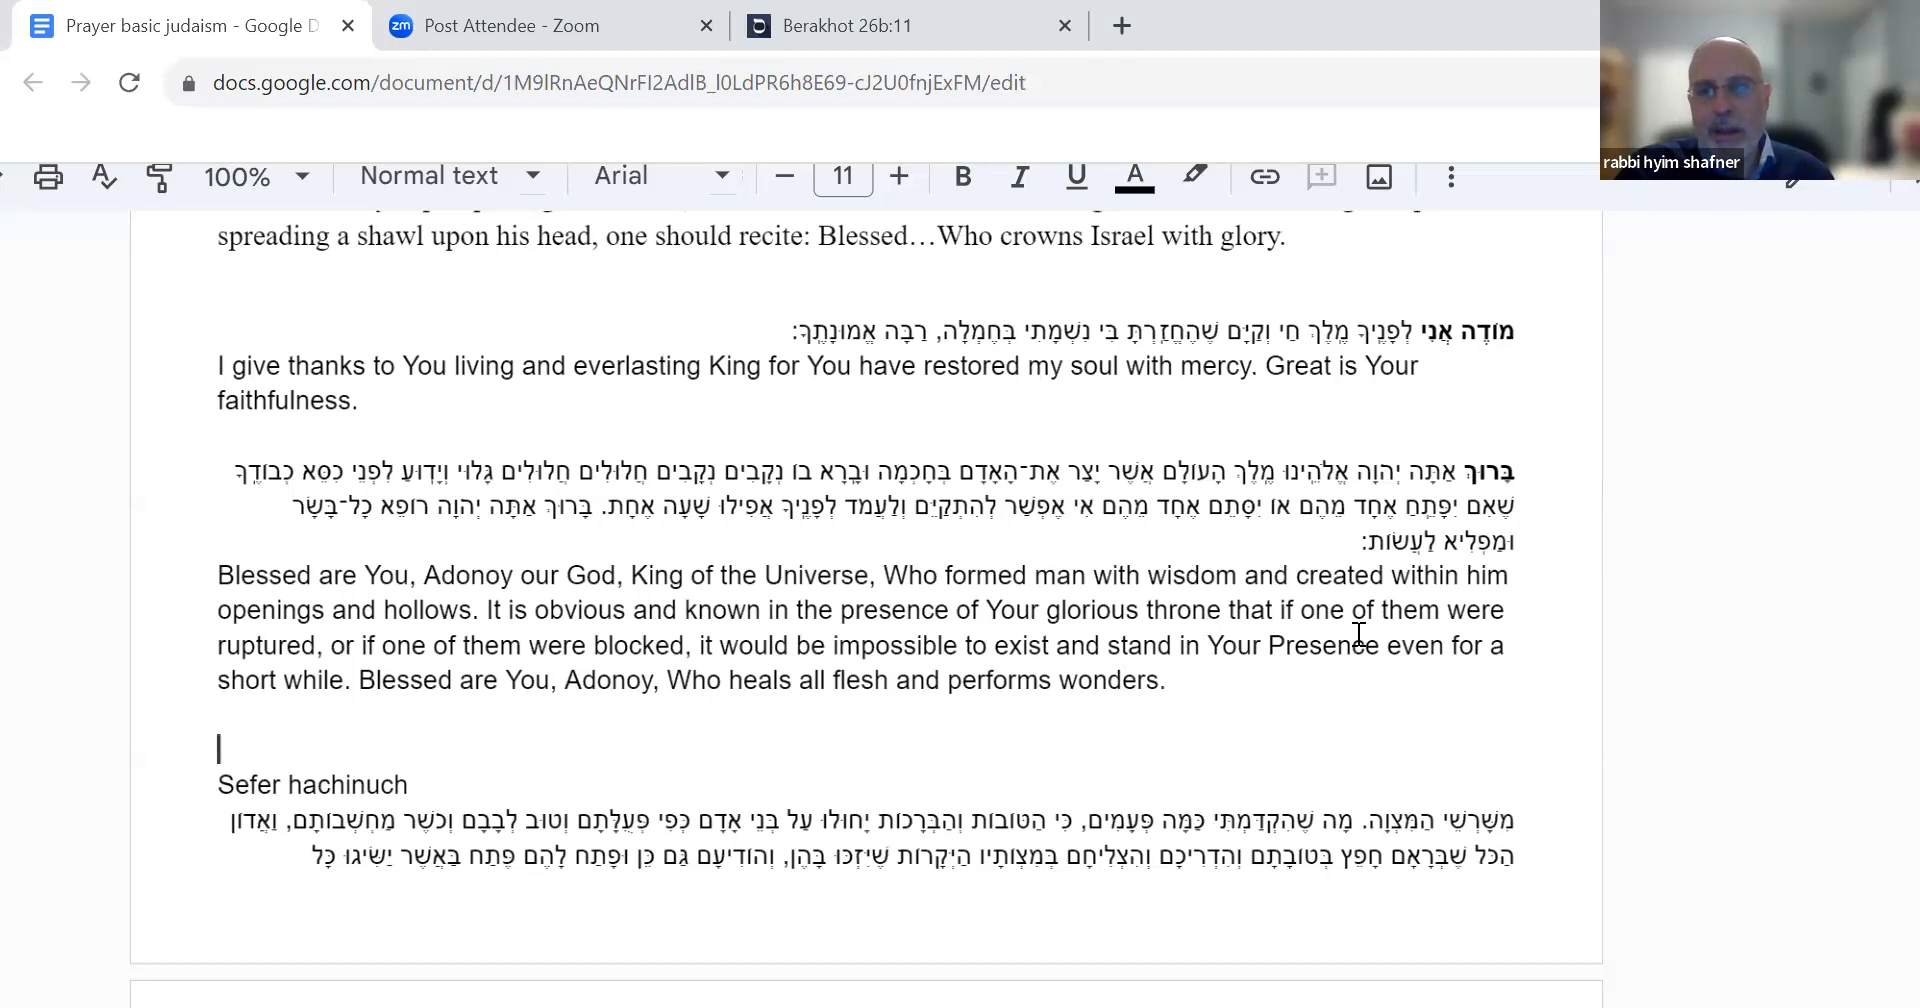 Prayer basic judaism - Google D
Post Attendee - Zoom
Berakhot 26b:11
docs.google.com/document/d/1M9lRnAeQNrFI2AdlB_l0LdPR6h8E69-cJ2U0fnjExFM/edit
rabbi hyim shafner
100% Normal text Arial 11 B I U A
spreading a shawl upon his head, one should recite: Blessed…Who crowns Israel with glory.
מוֹדֶה אֲנִי לְפָנֶֽיךָ מֶֽלֶךְ חַי וְקַיָּם שֶׁהֶחֱזַֽרְתָּ בִּי נִשְׁמָתִי בְּחֶמְלָה, רַבָּה אֱמוּנָתֶֽךָ:
I give thanks to You living and everlasting King for You have restored my soul with mercy. Great is Your
faithfulness.
בָּרוּךְ אַתָּה יְהוָה אֱלֹהֵֽינוּ מֶֽלֶךְ הָעוֹלָם אֲשֶׁר יָצַר אֶת־הָאָדָם בְּחָכְמָה וּבָֽרָא בוֹ נְקָבִים נְקָבִים חֲלוּלִים חֲלוּלִים גָּלוּי וְיָדֽוּעַ לִפְנֵי כִסֵּא כְבוֹדֶֽךָ
שֶׁאִם יִפָּתֵֽחַ אֶחָד מֵהֶם אוֹ יִסָּתֵם אֶחָד מֵהֶם אִי אֶפְשַׁר לְהִתְקַיֵּם וְלַעֲמֹד לְפָנֶֽיךָ אֲפִילוּ שָׁעָה אֶחָת. בָּרוּךְ אַתָּה יְהוָה רוֹפֵא כָל־בָּשָׂר
וּמַפְלִיא לַעֲשׂוֹת:
Blessed are You, Adonoy our God, King of the Universe, Who formed man with wisdom and created within him
openings and hollows. It is obvious and known in the presence of Your glorious throne that if one of them were
ruptured, or if one of them were blocked, it would be impossible to exist and stand in Your Presence even for a
short while. Blessed are You, Adonoy, Who heals all flesh and performs wonders.
Sefer hachinuch
מִשָּׁרְשֵׁי הַמִּצְוָה. מָה שֶׁהִקְדַּמְתִּי כַּמָּה פְּעָמִים, כִּי הַטּוֹבוֹת וְהַבְּרָכוֹת יָחוּלוּ עַל בְּנֵי אָדָם כְּפִי פְּעֻלָּתָם וְטוּב לְבָבָם וְכֹשֶׁר מַחְשְׁבוֹתָם, וַאֲדוֹן
הַכֹּל שֶׁבְּרָאָם חָפֵץ בְּטוֹבָתָם וְהִדְרִיכָם וְהִצְלִיחָם בְּמִצְוֹתָיו הַיְּקָרוֹת שֶׁיִּזְכּוּ בָּהֶן, וְהוֹדִיעָם גַּם כֵּן וּפָתַח לָהֶם פֶּתַח בַּאֲשֶׁר יַשִּׂיגוּ כָּל